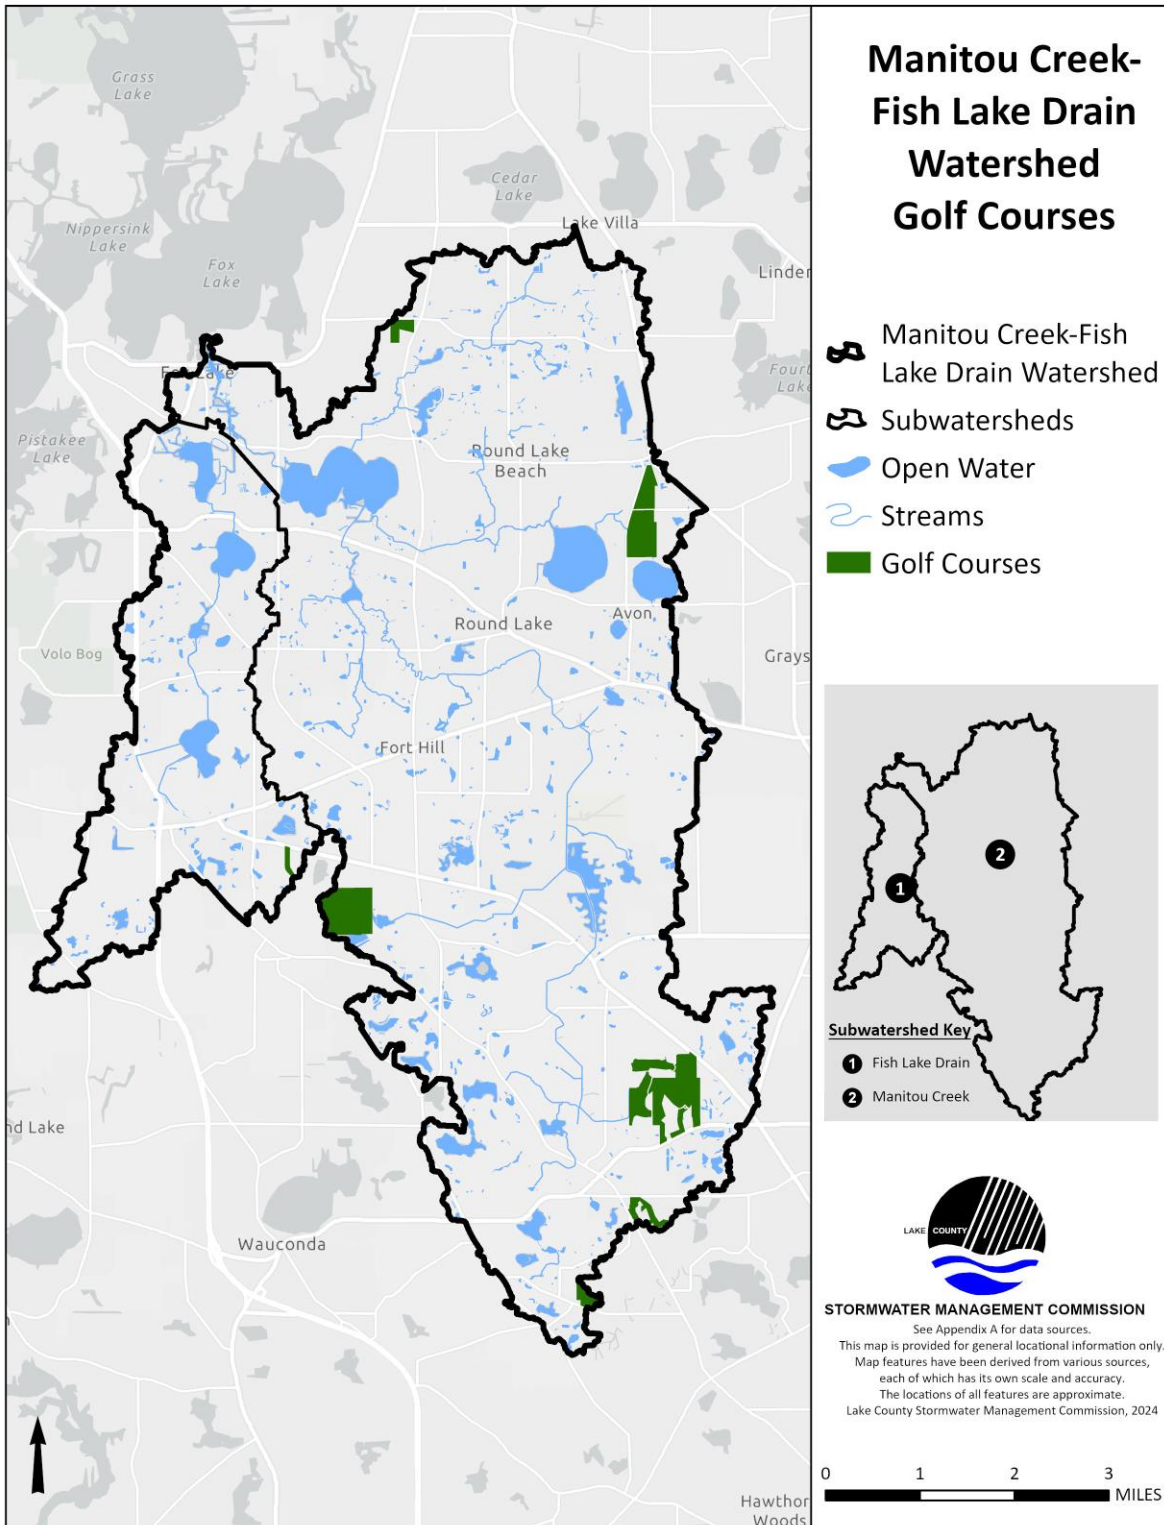 Manitou Creek-
Fish Lake Drain
Watershed
Golf Courses
Manitou Creek-Fish
Lake Drain Watershed
Subwatersheds
Open Water
Streams
Golf Courses
Grass
Lake
Cedar
Lake
Lake Villa
Nippersink
Lake
Fox
Lake
Linden
Fox Lake
Fourth
Lake
Pistakee
Lake
Round Lake
Beach
Avon
Round Lake
Volo Bog
Grays
Fort Hill
nd Lake
Wauconda
Hawthor
Woods
2
1
Subwatershed Key
1 Fish Lake Drain
2 Manitou Creek
LAKE COUNTY
STORMWATER MANAGEMENT COMMISSION
See Appendix A for data sources.
This map is provided for general locational information only.
Map features have been derived from various sources,
each of which has its own scale and accuracy.
The locations of all features are approximate.
Lake County Stormwater Management Commission, 2024
0 1 2 3
MILES